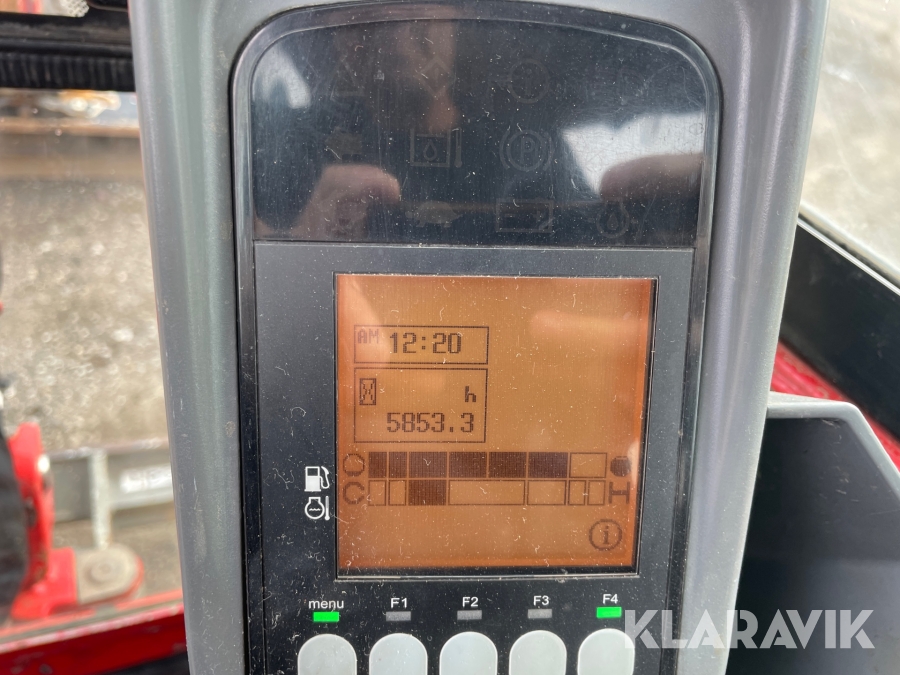 P
AM 12:20
h
5853.3
C H
i
menu F1 F2 F3 F4
KLARAVIK